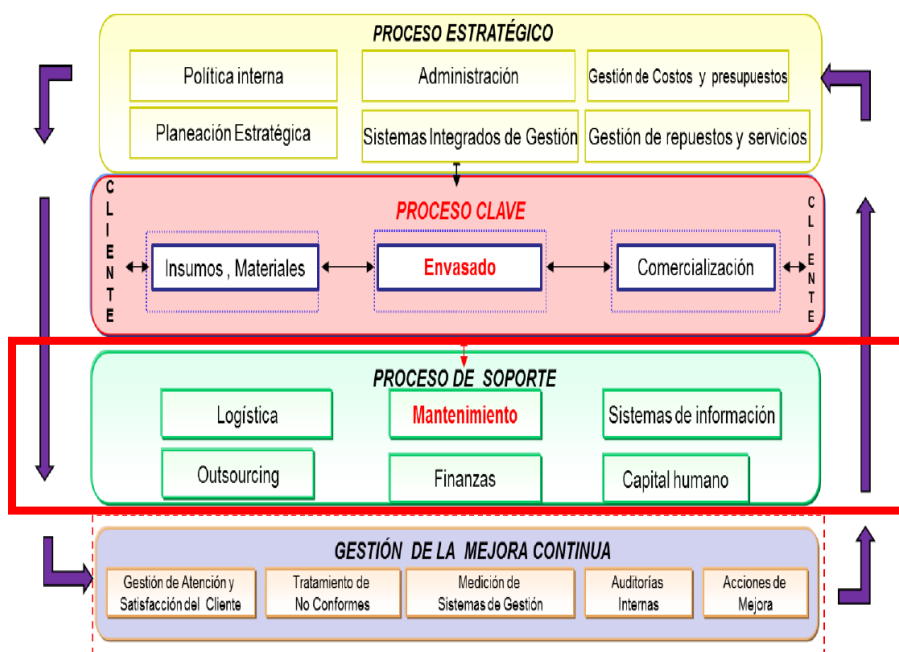 PROCESO ESTRATÉGICO
Política interna
Administración
Gestión de Costos y presupuestos
Planeación Estratégica
Sistemas Integrados de Gestión
Gestión de repuestos y servicios
CLIENTE
PROCESO CLAVE
CLIENTE
Insumos , Materiales
Envasado
Comercialización
PROCESO DE SOPORTE
Logística
Mantenimiento
Sistemas de información
Outsourcing
Finanzas
Capital humano
GESTIÓN DE LA MEJORA CONTINUA
Gestión de Atención y
Satisfacción del Cliente
Tratamiento de
No Conformes
Medición de
Sistemas de Gestión
Auditorías
Internas
Acciones de
Mejora